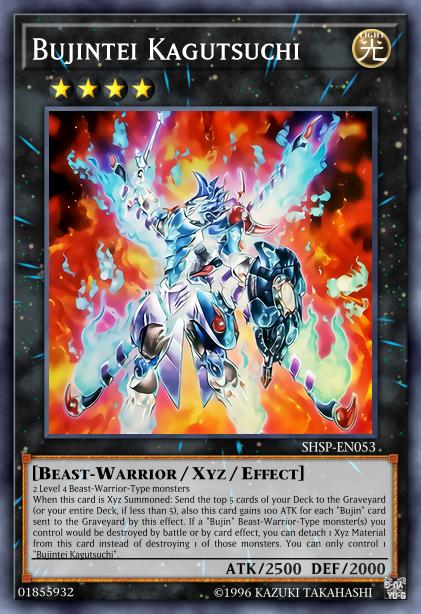 Bujintei Kagutsuchi
LIGHT
光
SHSP-EN053
[Beast-Warrior / Xyz / Effect]
2 Level 4 Beast-Warrior-Type monsters
When this card is Xyz Summoned: Send the top 5 cards of your Deck to the Graveyard
(or your entire Deck, if less than 5), also this card gains 100 ATK for each "Bujin" card
sent to the Graveyard by this effect. If a "Bujin" Beast-Warrior-Type monster(s) you
control would be destroyed by battle or by card effect, you can detach 1 Xyz Material
from this card instead of destroying 1 of those monsters. You can only control 1
"Bujintei Kagutsuchi".
ATK/2500 DEF/2000
01855932
©1996 KAZUKI TAKAHASHI